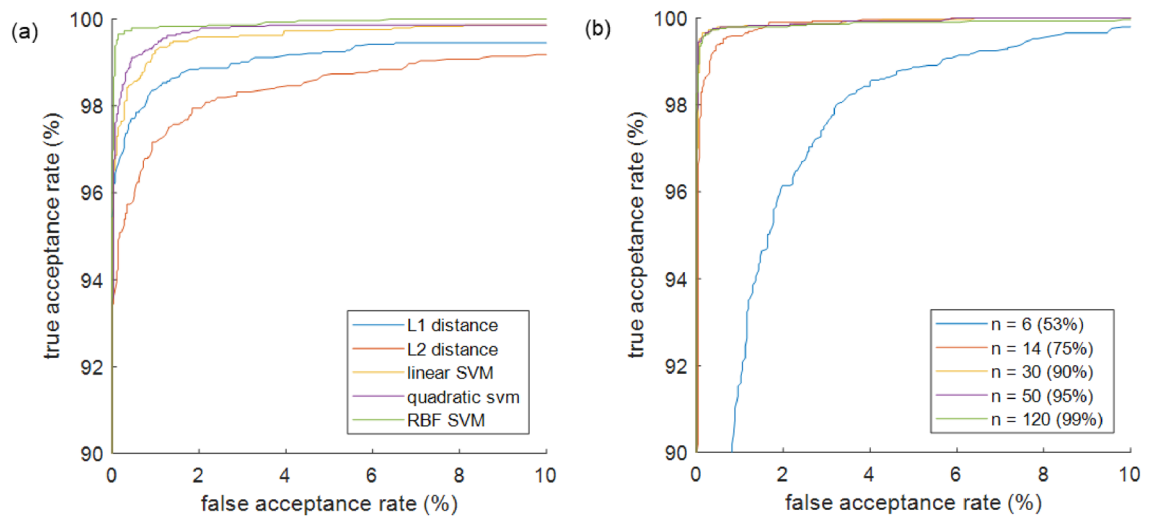 (a)
true acceptance rate (%)
100
98
96
94
92
90
0
2
4
6
8
10
false acceptance rate (%)
L1 distance
L2 distance
linear SVM
quadratic svm
RBF SVM
(b)
true accpetance rate (%)
100
98
96
94
92
90
0
2
4
6
8
10
false acceptance rate (%)
n = 6 (53%)
n = 14 (75%)
n = 30 (90%)
n = 50 (95%)
n = 120 (99%)